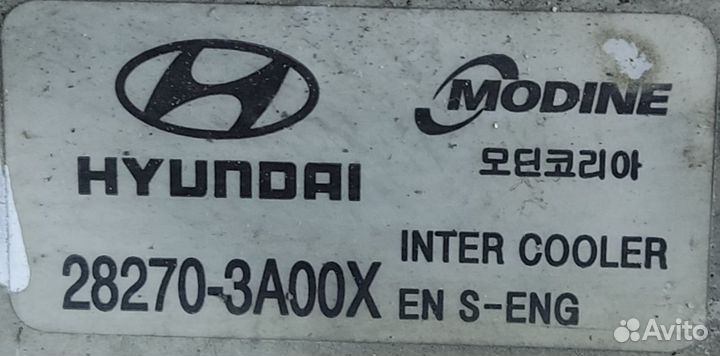 HYUNDAI
MODINE
모딘코리아
28270-3A00X
INTER COOLER
EN S-ENG
Avito